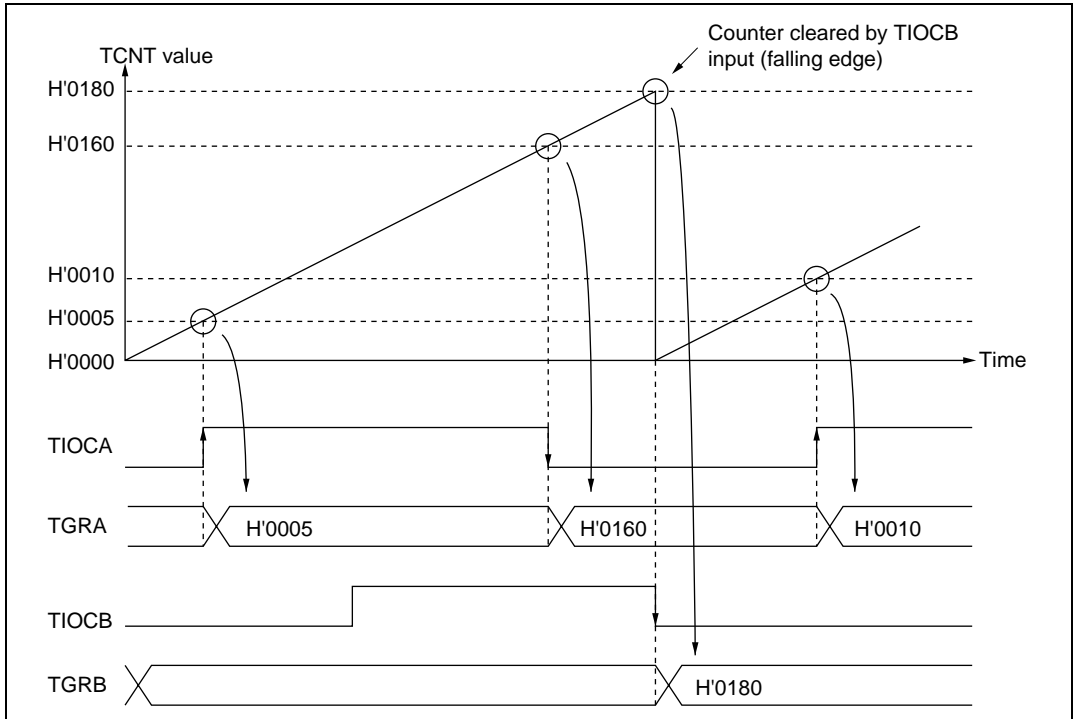 Counter cleared by TIOCB
input (falling edge)
TCNT value
H'0180
H'0160
H'0010
H'0005
H'0000
Time
TIOCA
TGRA
H'0005
H'0160
H'0010
TIOCB
TGRB
H'0180